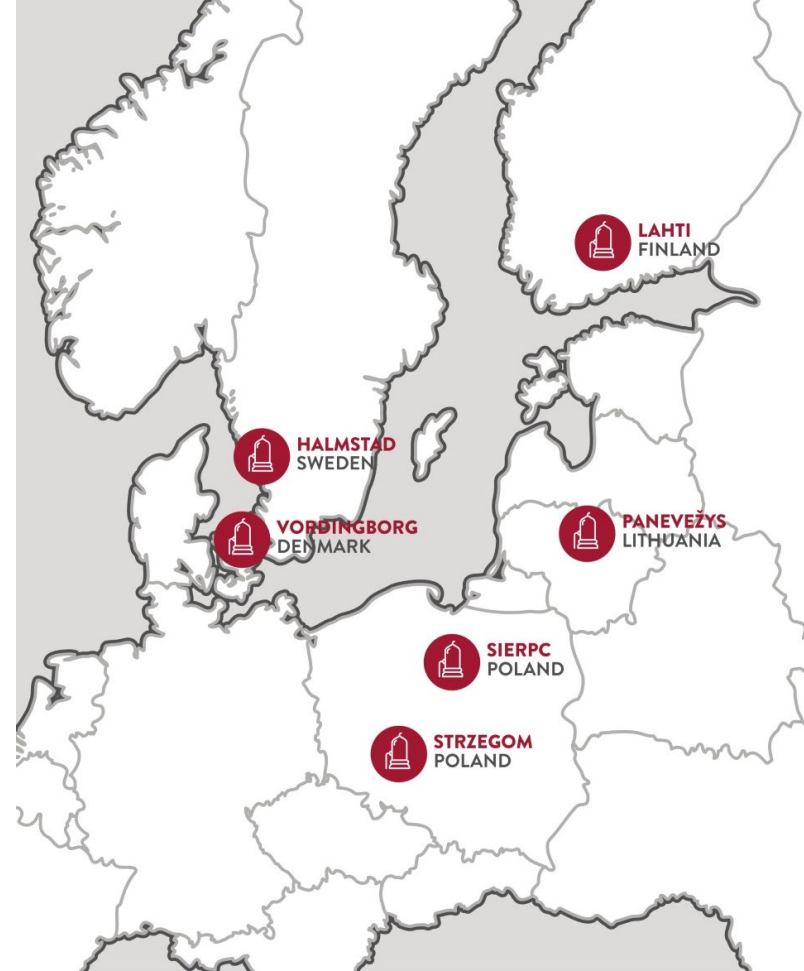 LAHTI
FINLAND
HALMSTAD
SWEDEN
VORDINGBORG
DENMARK
PANEVEŽYS
LITHUANIA
SIERPC
POLAND
STRZEGOM
POLAND